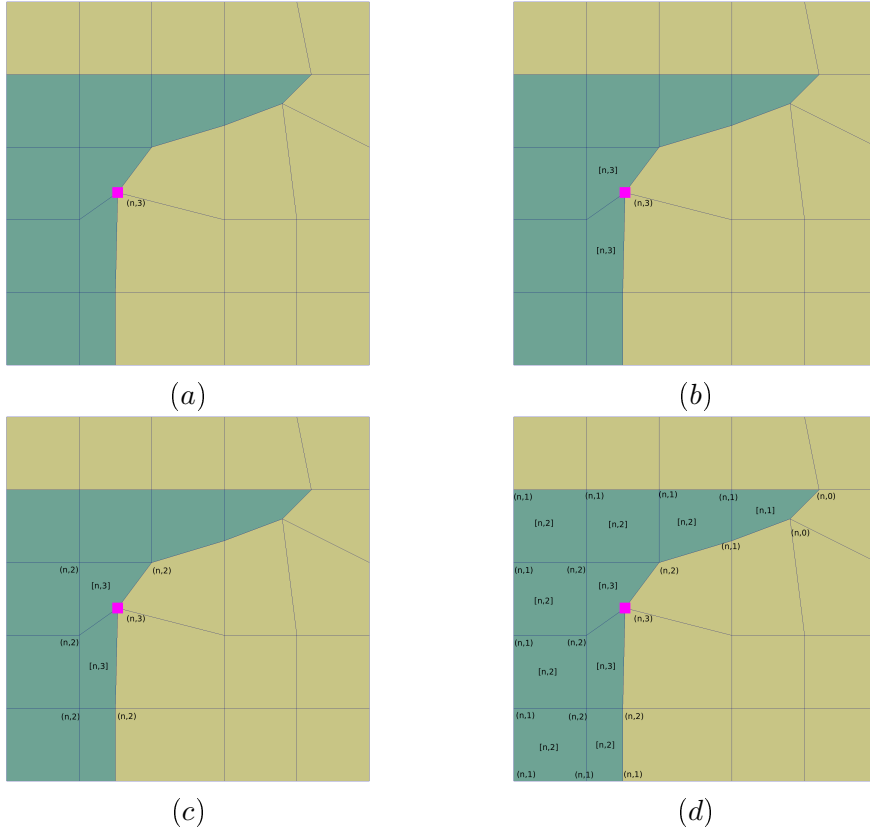 (n,3)
(a)
[n,3]
(n,3)
[n,3]
(b)
(n,2) (n,2)
[n,3]
(n,3)
(n,2)
[n,3]
(n,2) (n,2)
(c)
(n,1) (n,1) (n,1) (n,1) (n,0)
[n,1]
[n,2] [n,2] [n,2]
(n,0)
(n,1)
(n,1) (n,2) (n,2)
[n,3]
[n,2]
(n,3)
(n,1) (n,2)
[n,3]
[n,2]
(n,1) (n,2) (n,2)
[n,2] [n,2]
(n,1) (n,1) (n,1)
(d)